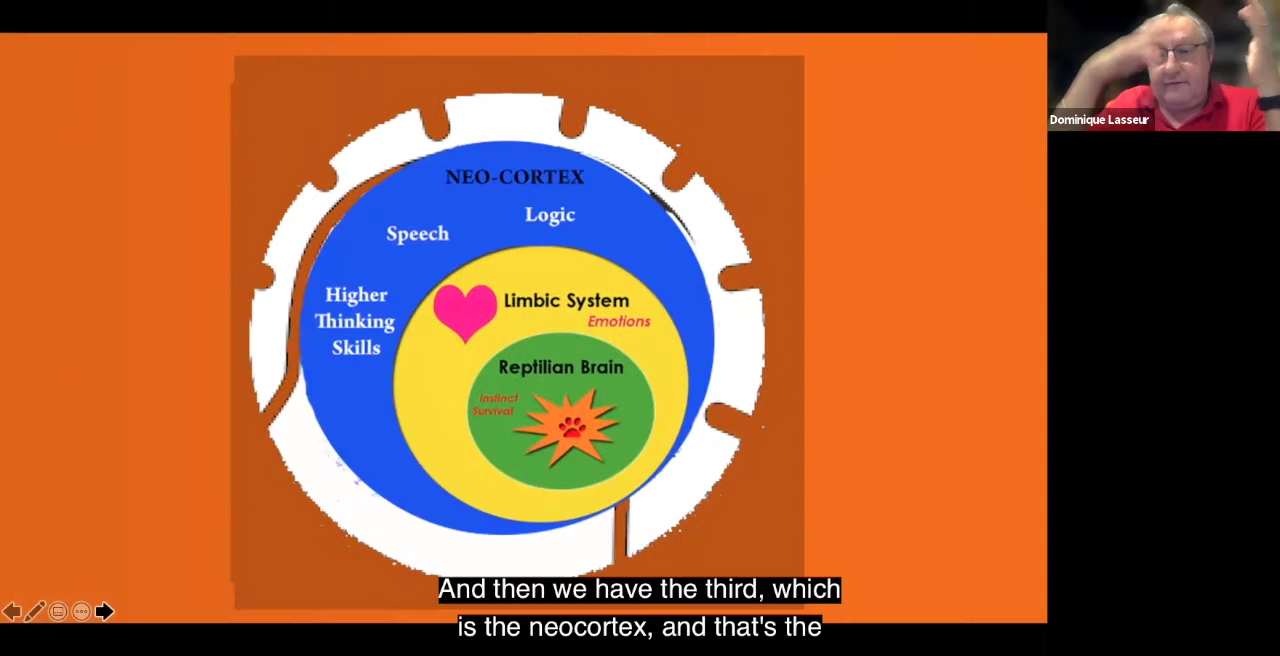 Dominique Lasseur
NEO-CORTEX
Logic
Speech
Higher
Thinking
Skills
Limbic System
Emotions
Reptilian Brain
Instinct
Survival
And then we have the third, which
is the neocortex, and that's the